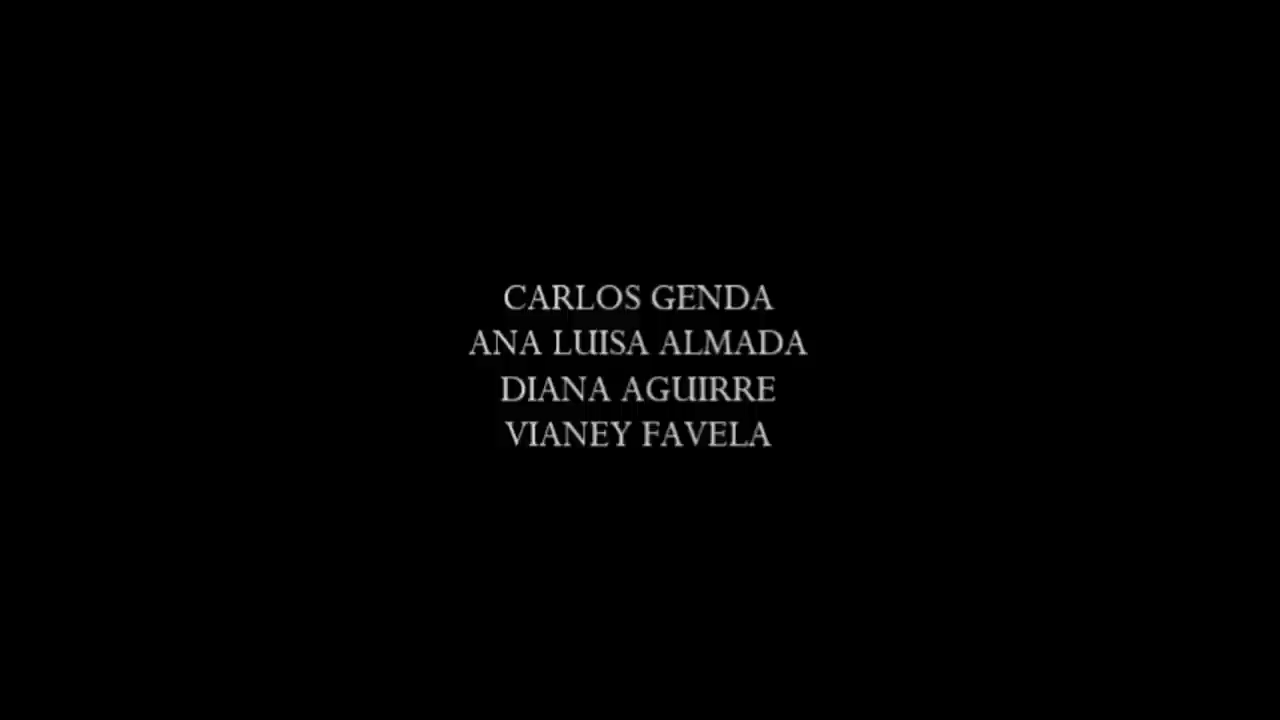 CARLOS GENDA
ANA LUISA ALMADA
DIANA AGUIRRE
VIANEY FAVELA